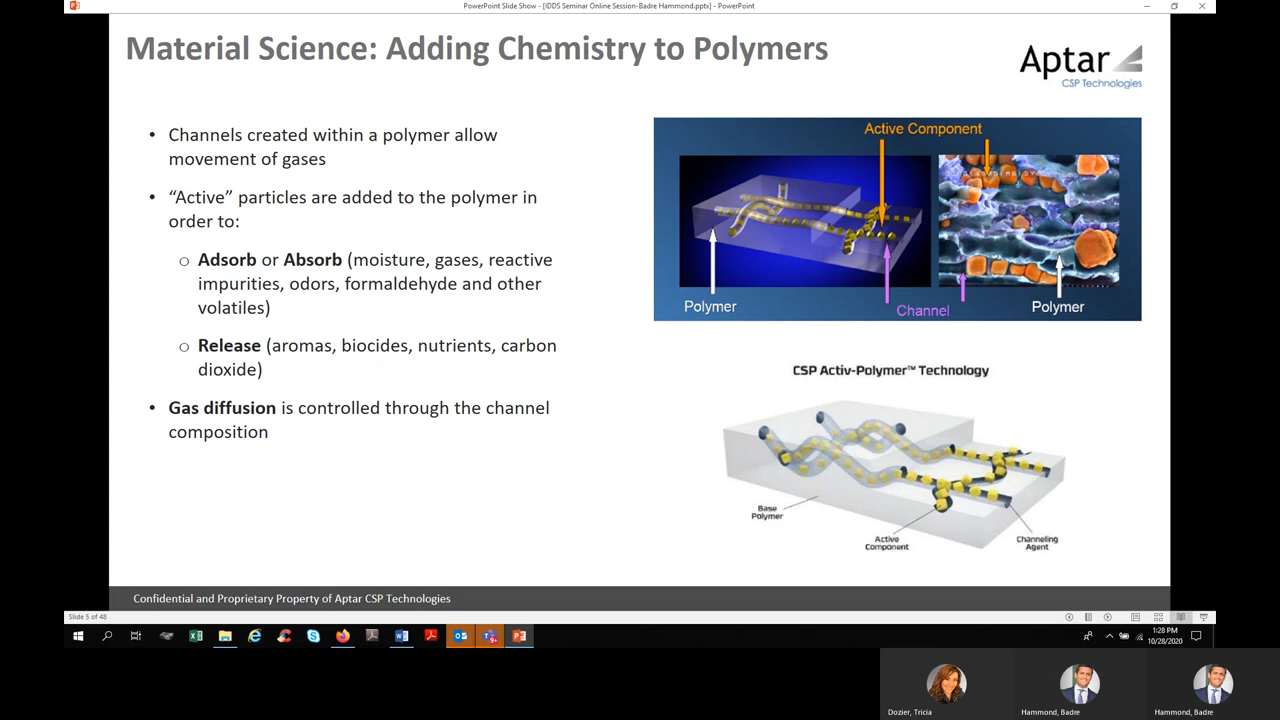 PowerPoint Slide Show - [IDDS Seminar Online Session-Badre Hammond.pptx] - PowerPoint
Material Science: Adding Chemistry to Polymers
Aptar
CSP Technologies
• Channels created within a polymer allow
movement of gases
• “Active” particles are added to the polymer in
order to:
o Adsorb or Absorb (moisture, gases, reactive
impurities, odors, formaldehyde and other
volatiles)
o Release (aromas, biocides, nutrients, carbon
dioxide)
• Gas diffusion is controlled through the channel
composition
Active Component
Polymer
Channel
Polymer
CSP Activ-Polymer™ Technology
Base
Polymer
Active
Component
Channeling
Agent
Confidential and Proprietary Property of Aptar CSP Technologies
Slide 5 of 48
1:28 PM
10/28/2020
Dozier, Tricia
Hammond, Badre
Hammond, Badre